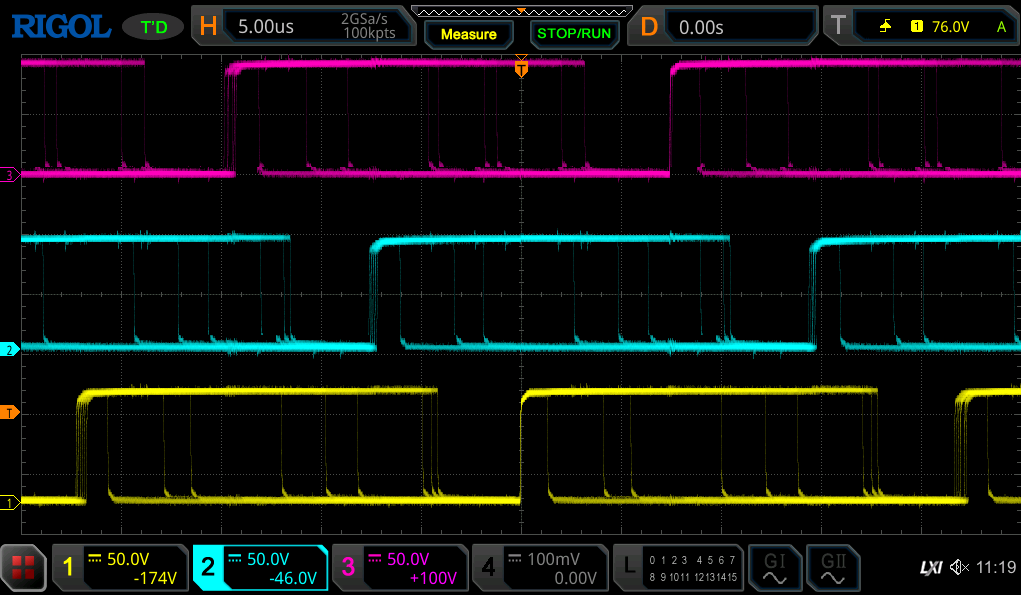 RIGOL T'D H 5.00us 2GSa/s 100kpts Measure STOP/RUN D 0.00s T 1 76.0V A
T
3
2
T
1
1 50.0V -174V 2 50.0V -46.0V 3 50.0V +100V 4 100mV 0.00V L 0 1 2 3 4 5 6 7 8 9 10 11 12 13 14 15 GI GII LXI 11:19